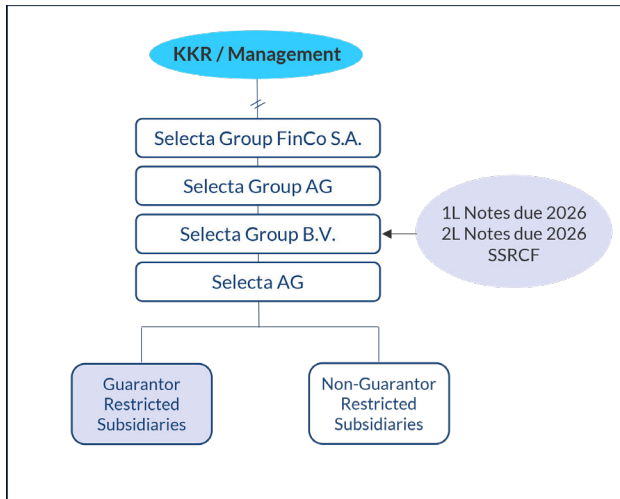 KKR / Management
Selecta Group FinCo S.A.
Selecta Group AG
Selecta Group B.V.
1L Notes due 2026
2L Notes due 2026
SSRCF
Selecta AG
Guarantor
Restricted
Subsidiaries
Non-Guarantor
Restricted
Subsidiaries